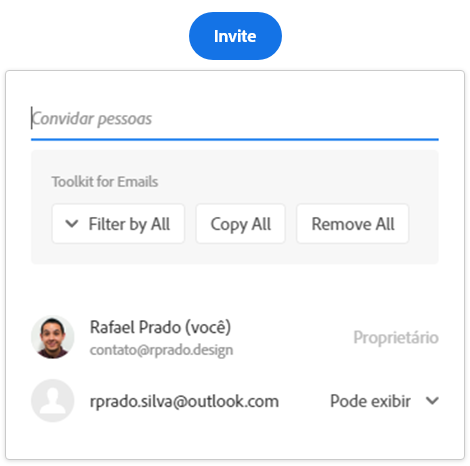 Invite
Convidar pessoas
Toolkit for Emails
Filter by All Copy All Remove All
Rafael Prado (você)
contato@rprado.design
Proprietário
rprado.silva@outlook.com Pode exibir